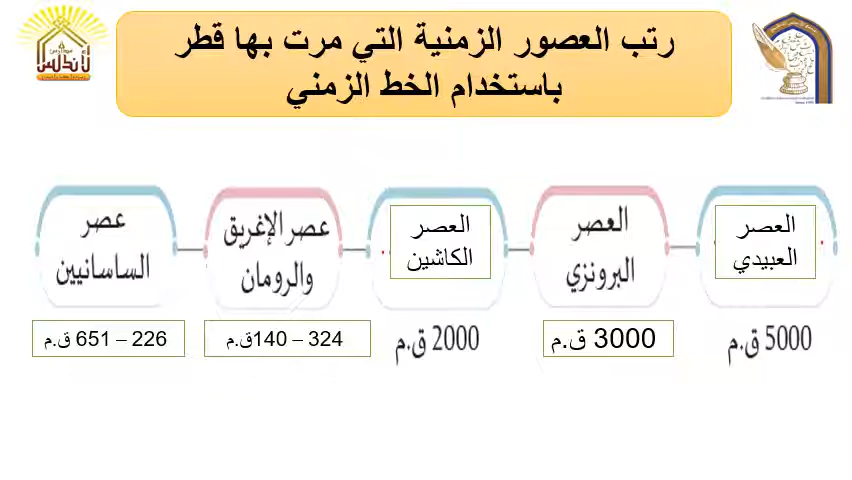 رتب العصور الزمنية التي مرت بها قطر
باستخدام الخط الزمني
العصر
العبيدي
5000 ق.م
العصر
البرونزي
3000 ق.م
العصر
الكاشين
2000 ق.م
عصر الإغريق
والرومان
324 – 140ق.م
عصر
الساسانيين
226 – 651 ق.م